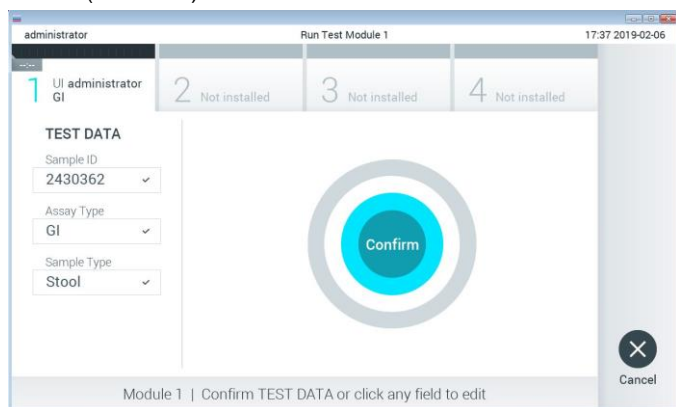 administrator Run Test Module 1 17:37 2019-02-06
1 UI administrator
GI
2 Not installed
3 Not installed
4 Not installed
TEST DATA
Sample ID
2430362
Assay Type
GI
Sample Type
Stool
Confirm
Cancel
Module 1 | Confirm TEST DATA or click any field to edit